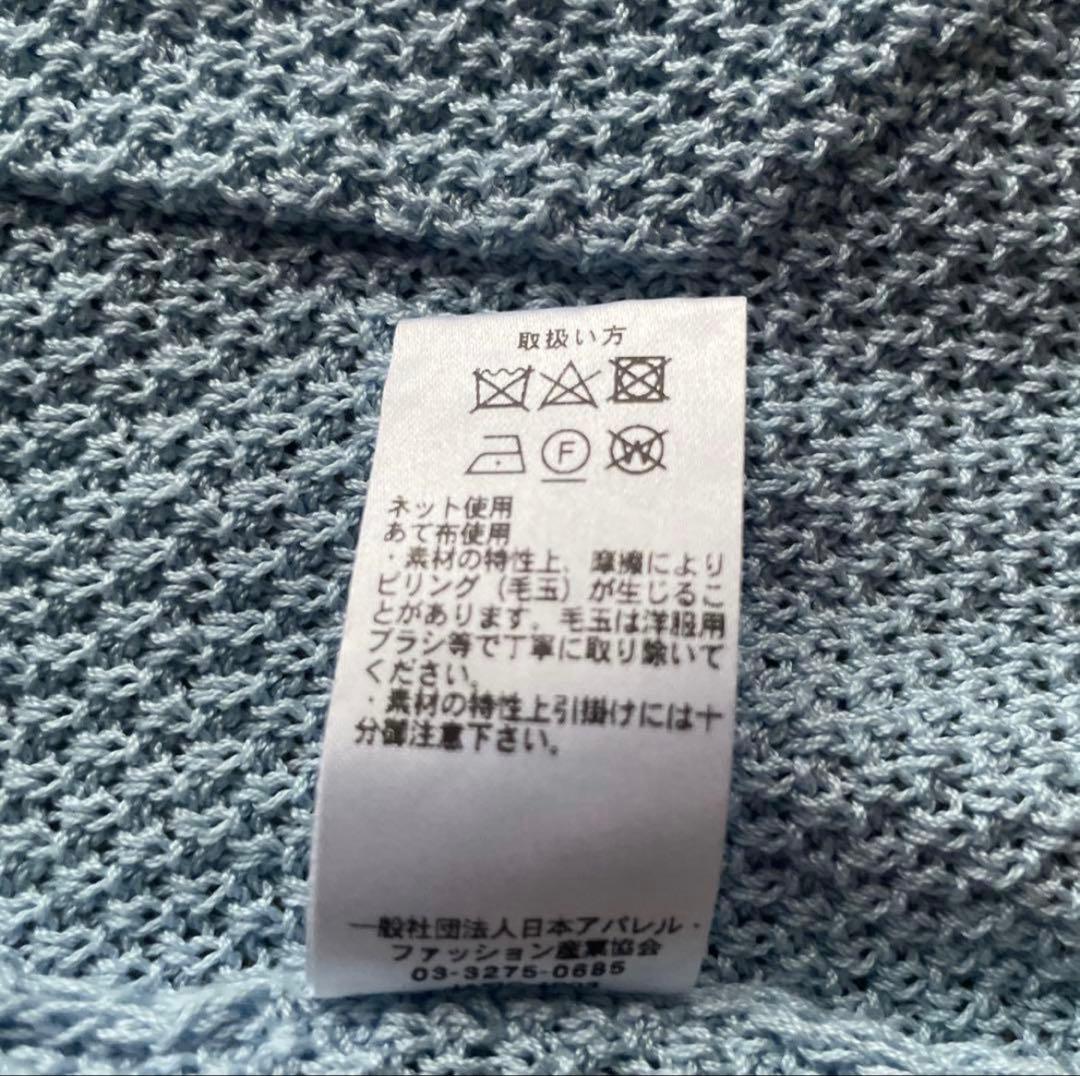 取扱い方
F
W
ネット使用
あて布使用
・素材の特性上、摩擦により
ピリング（毛玉）が生じるこ
とがあります。毛玉は洋服用
ブラシ等で丁寧に取り除いて
ください。
・素材の特性上引掛けには十
分御注意下さい。
一般社団法人日本アパレル・
ファッション産業協会
03-3275-0685